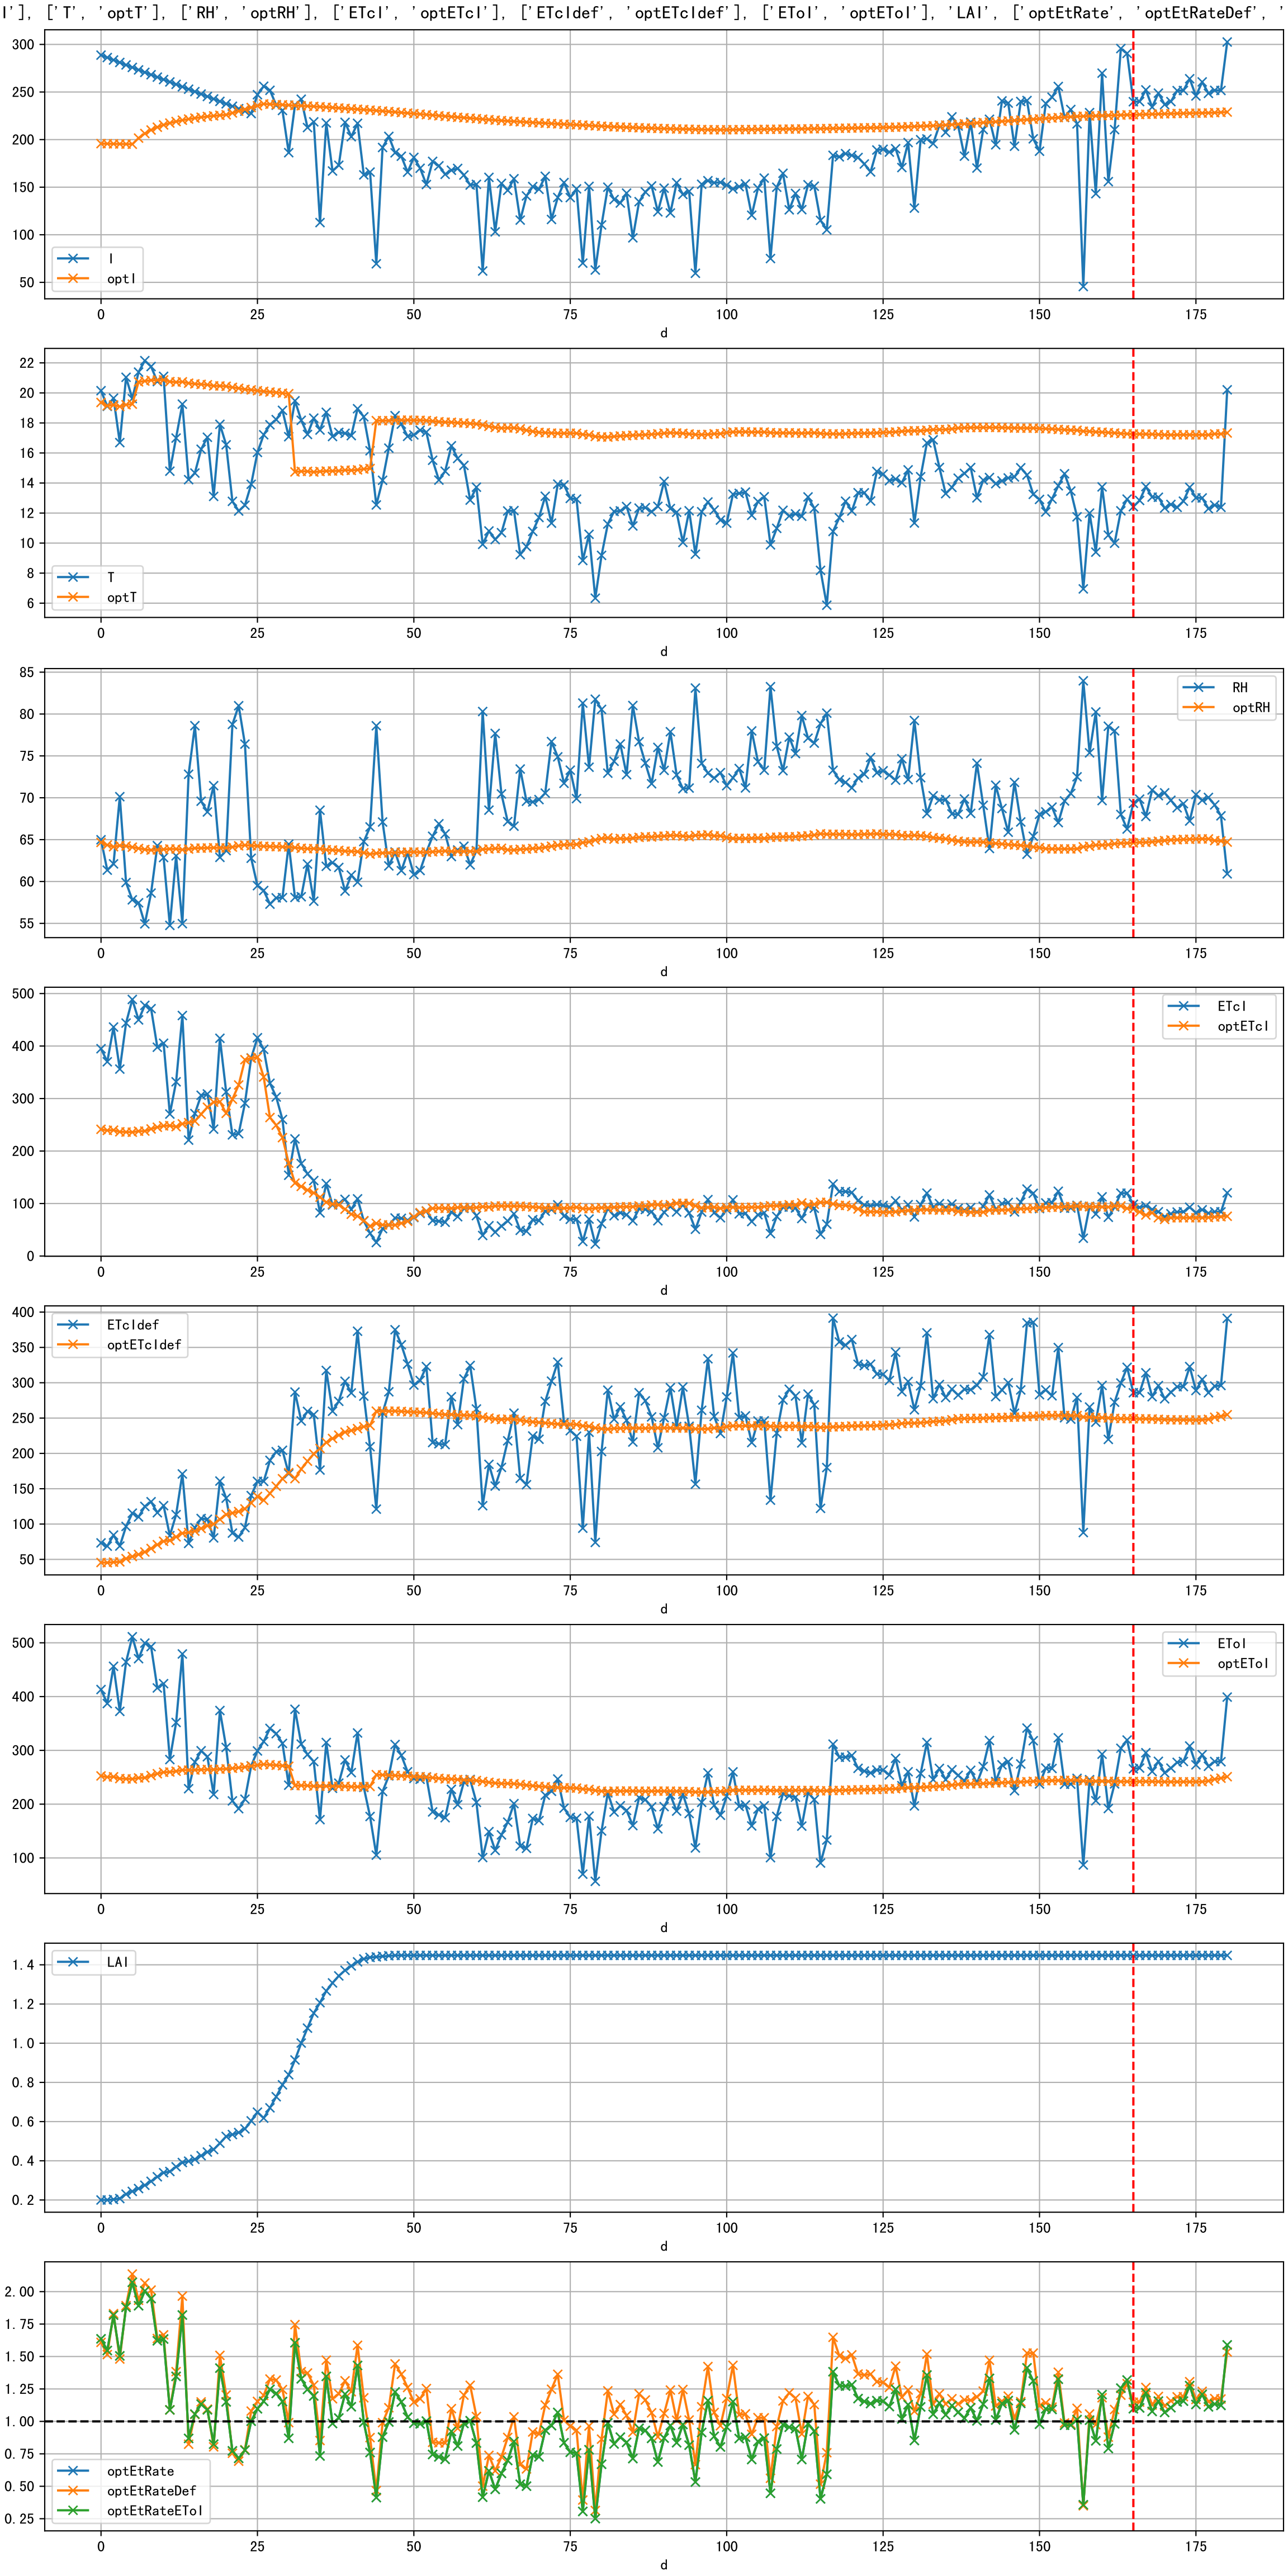 I'], ['T', 'optT'], ['RH', 'optRH'], ['ETcI', 'optETcI'], ['ETcIdef', 'optETcIdef'], ['EToI', 'optEToI'], 'LAI', ['optEtRate', 'optEtRateDef', '
300
250
200
150
100
50
I
optI
0 25 50 75 100 125 150 175
d
22
20
18
16
14
12
10
8
6
T
optT
0 25 50 75 100 125 150 175
d
85
80
75
70
65
60
55
RH
optRH
0 25 50 75 100 125 150 175
d
500
400
300
200
100
0
ETcI
optETcI
0 25 50 75 100 125 150 175
d
400
350
300
250
200
150
100
50
ETcIdef
optETcIdef
0 25 50 75 100 125 150 175
d
500
400
300
200
100
EToI
optEToI
0 25 50 75 100 125 150 175
d
1.4
1.2
1.0
0.8
0.6
0.4
0.2
LAI
0 25 50 75 100 125 150 175
d
2.00
1.75
1.50
1.25
1.00
0.75
0.50
0.25
optEtRate
optEtRateDef
optEtRateEToI
0 25 50 75 100 125 150 175
d